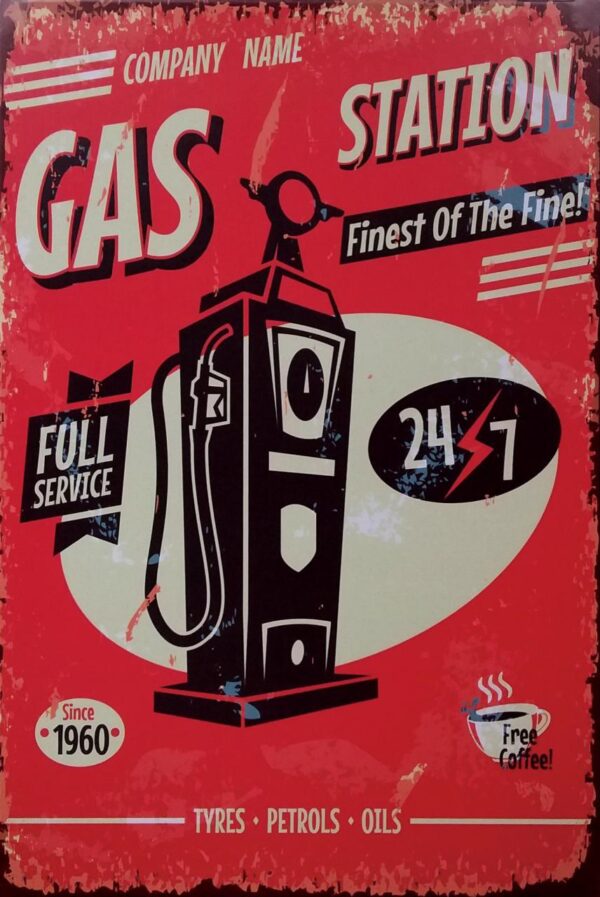 COMPANY NAME
GAS
STATION
Finest Of The Fine!
FULL
SERVICE
24 7
Since
1960
Free
Coffee!
TYRES • PETROLS • OILS